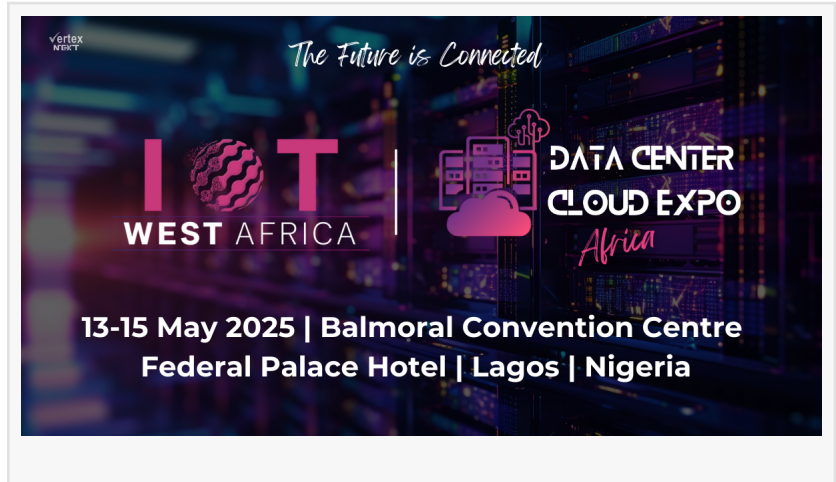 Vertex
NEXT
The Future is Connected
IOT
WEST AFRICA
DATA CENTER
CLOUD EXPO
Africa
13-15 May 2025 | Balmoral Convention Centre
Federal Palace Hotel | Lagos | Nigeria